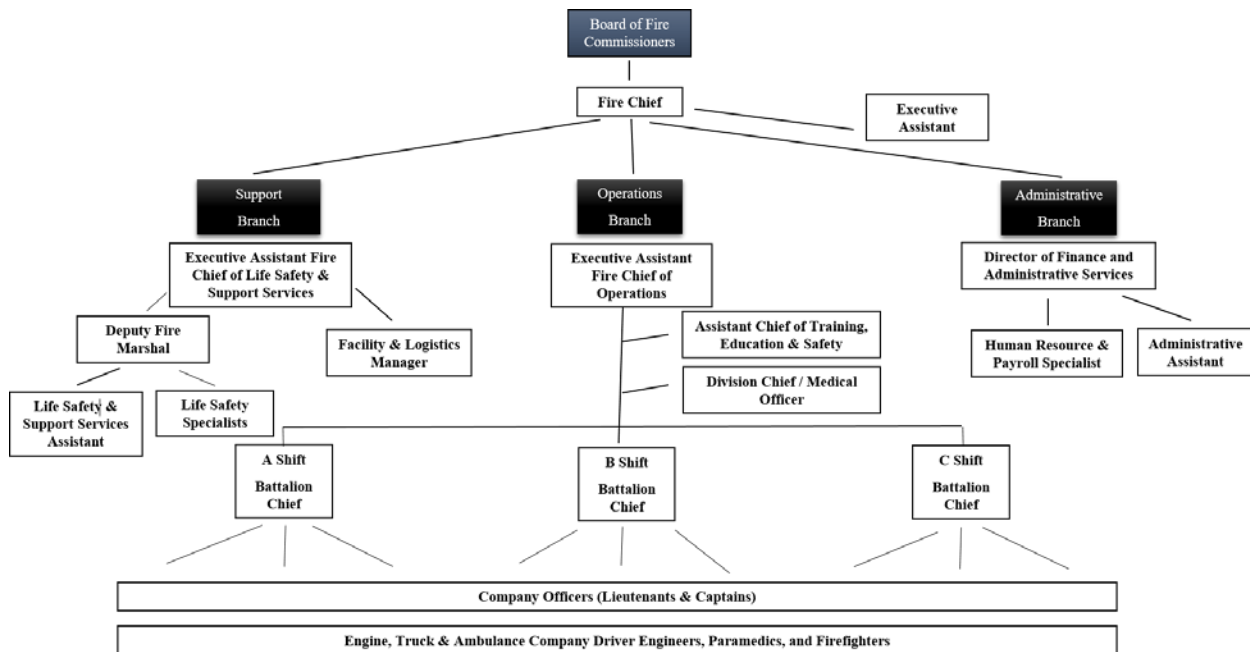 Board of Fire
Commissioners
Fire Chief
Executive
Assistant
Support
Branch
Operations
Branch
Administrative
Branch
Executive Assistant Fire
Chief of Life Safety &
Support Services
Executive Assistant
Fire Chief of
Operations
Director of Finance and
Administrative Services
Deputy Fire
Marshal
Facility & Logistics
Manager
Assistant Chief of Training,
Education & Safety
Human Resource &
Payroll Specialist
Administrative
Assistant
Division Chief / Medical
Officer
Life Safety &
Support Services
Assistant
Life Safety
Specialists
A Shift
Battalion
Chief
B Shift
Battalion
Chief
C Shift
Battalion
Chief
Company Officers (Lieutenants & Captains)
Engine, Truck & Ambulance Company Driver Engineers, Paramedics, and Firefighters